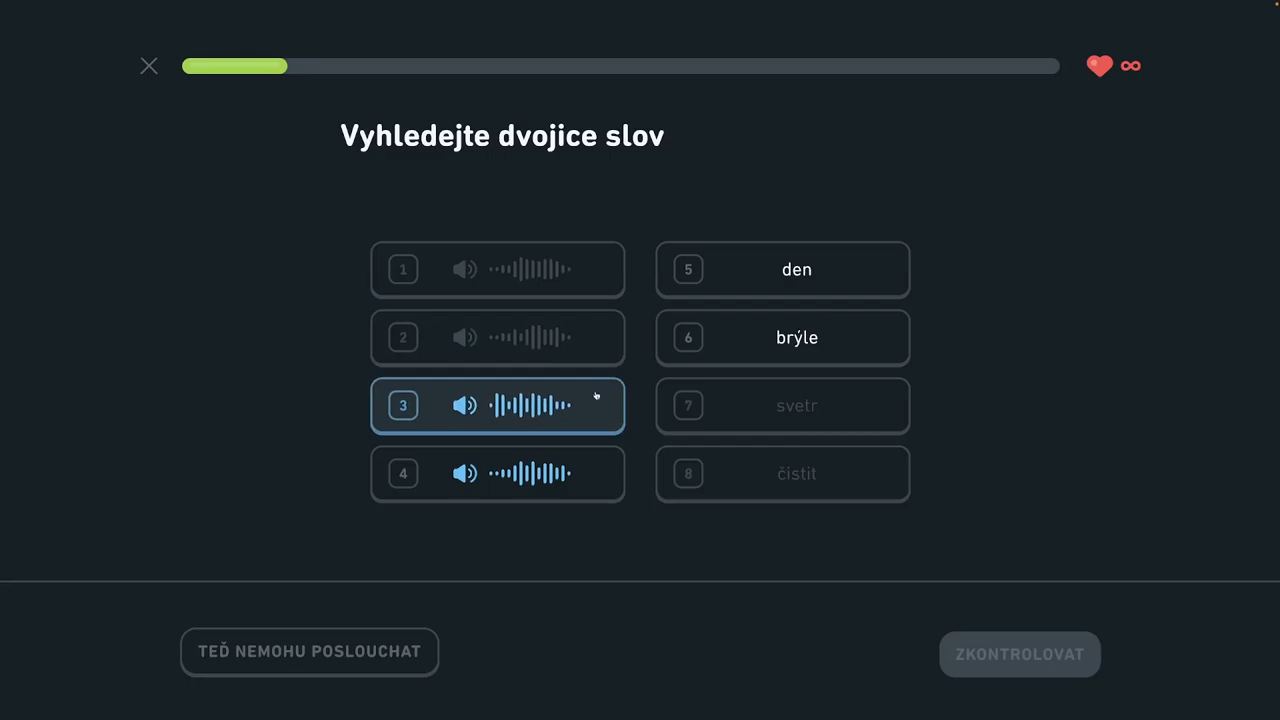 Vyhledejte dvojice slov
1
5 den
2
6 brýle
3
7 svetr
4
8 čistit
TEĎ NEMOHU POSLOUCHAT
ZKONTROLOVAT